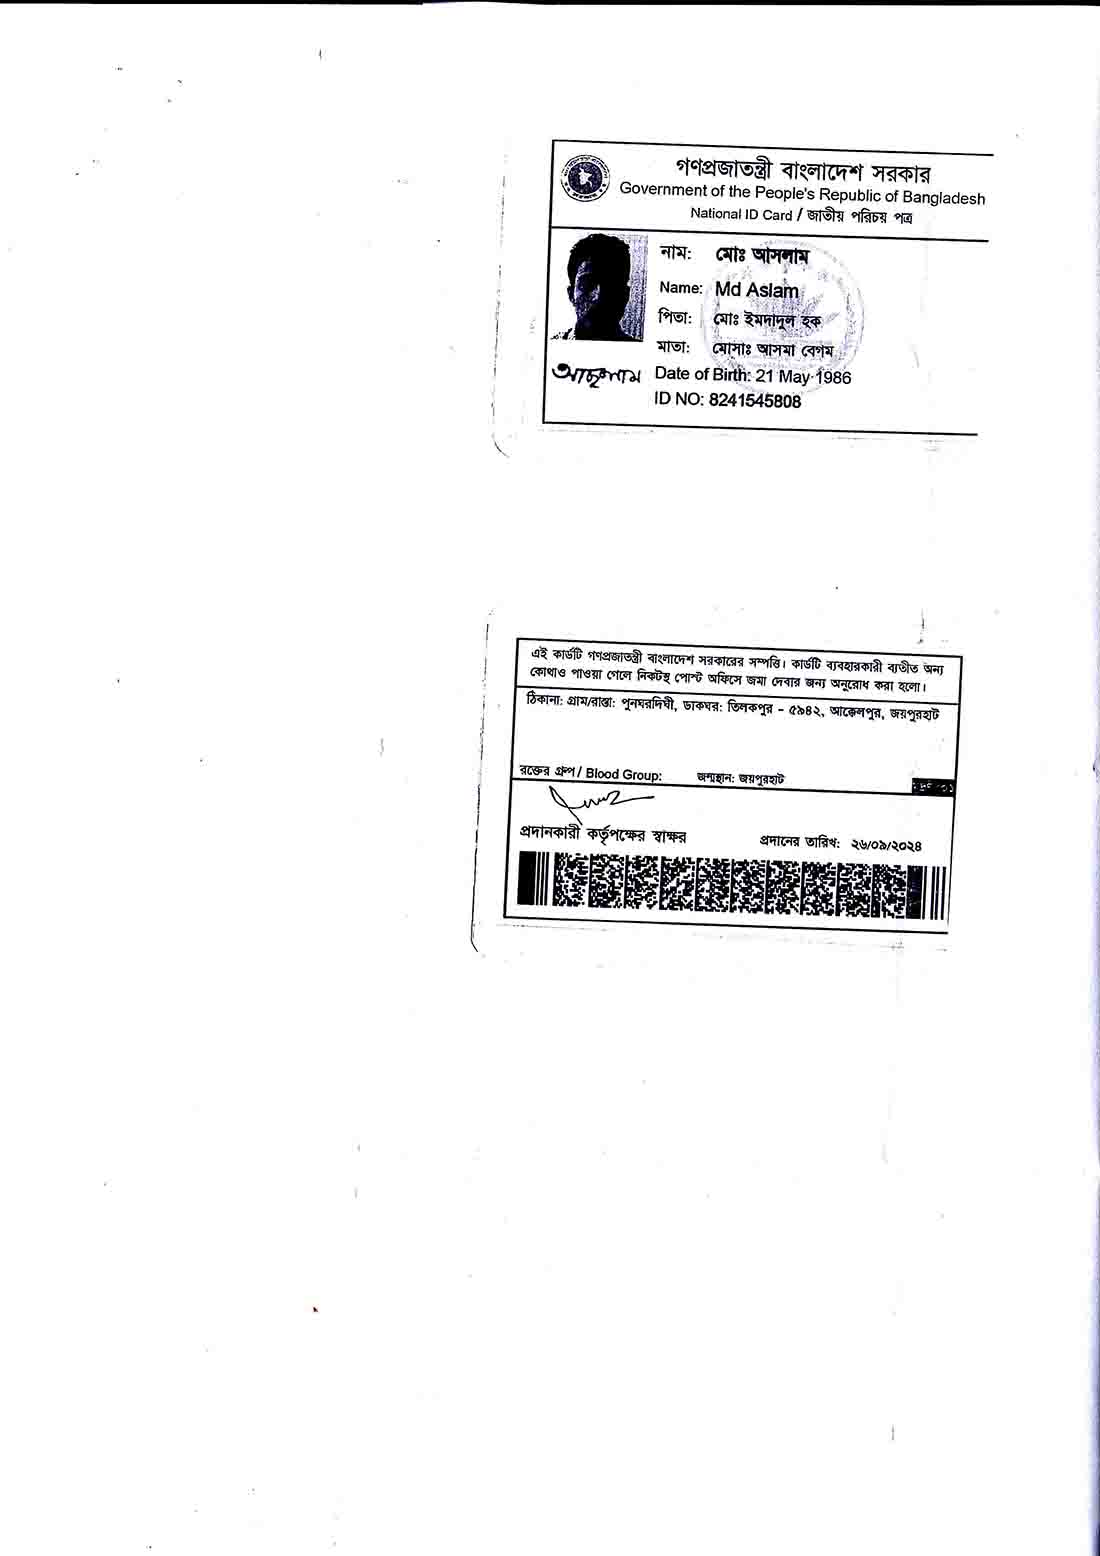 গণপ্রজাতন্ত্রী বাংলাদেশ সরকার
Government of the People's Republic of Bangladesh
National ID Card / জাতীয় পরিচয় পত্র
নাম: মোঃ আসলাম
Name: Md Aslam
পিতা: মোঃ ইমদাদুল হক
মাতা: মোসাঃ আসমা বেগম
Date of Birth: 21 May 1986
ID NO: 8241545808
এই কার্ডটি গণপ্রজাতন্ত্রী বাংলাদেশ সরকারের সম্পত্তি। কার্ডটি ব্যবহারকারী ব্যতীত অন্য
কোথাও পাওয়া গেলে নিকটস্থ পোস্ট অফিসে জমা দেবার জন্য অনুরোধ করা হলো।
ঠিকানা: গ্রাম/রাস্তা: পুনঘরদিঘী, ডাকঘর: তিলকপুর - ৫৯৪২, আক্কেলপুর, জয়পুরহাট
রক্তের গ্রুপ / Blood Group: জন্মস্থান: জয়পুরহাট
প্রদানকারী কর্তৃপক্ষের স্বাক্ষর প্রদানের তারিখ: ২৬/০৯/২০২৪